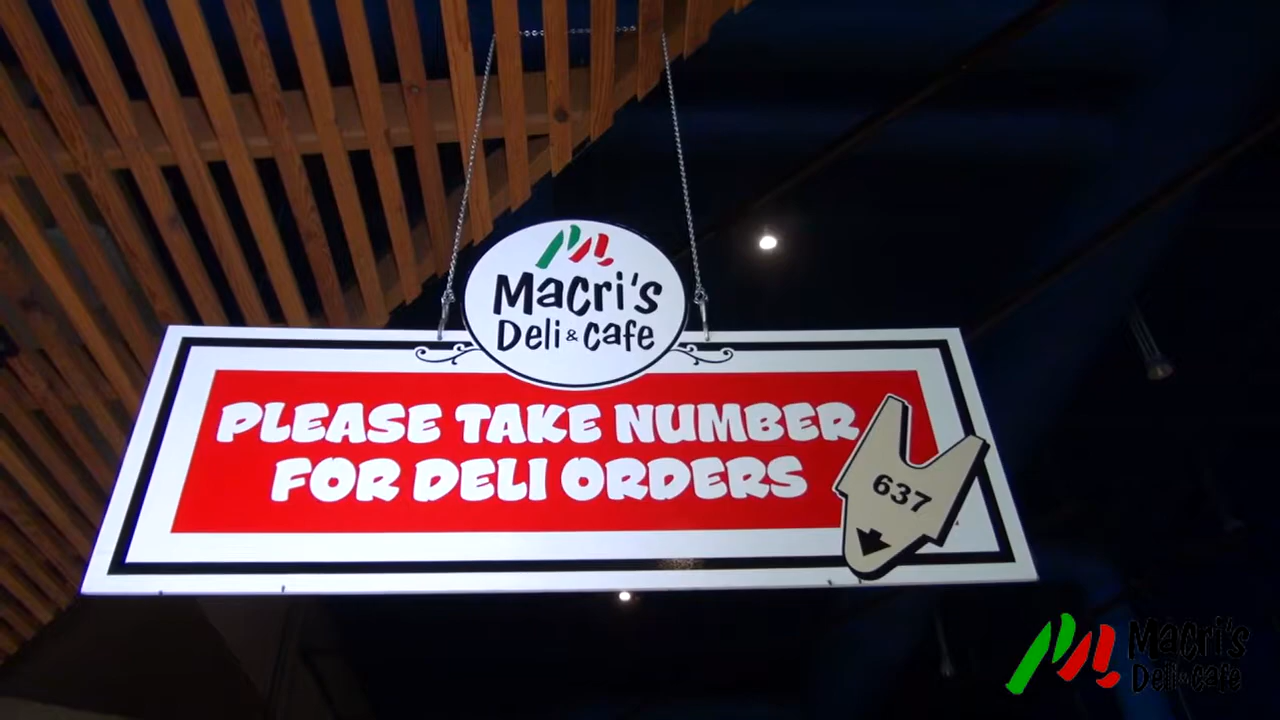 Macri's
Deli & Cafe
PLEASE TAKE NUMBER
FOR DELI ORDERS
637
Macri's
Deli & Cafe